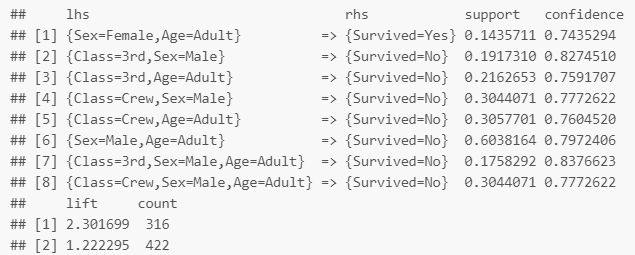 ##     lhs                                  rhs            support   confidence
## [1] {Sex=Female,Age=Adult}            => {Survived=Yes} 0.1435711 0.7435294
## [2] {Class=3rd,Sex=Male}              => {Survived=No}  0.1917310 0.8274510
## [3] {Class=3rd,Age=Adult}             => {Survived=No}  0.2162653 0.7591707
## [4] {Class=Crew,Sex=Male}             => {Survived=No}  0.3044071 0.7772622
## [5] {Class=Crew,Age=Adult}            => {Survived=No}  0.3057701 0.7604520
## [6] {Sex=Male,Age=Adult}              => {Survived=No}  0.6038164 0.7972406
## [7] {Class=3rd,Sex=Male,Age=Adult}    => {Survived=No}  0.1758292 0.8376623
## [8] {Class=Crew,Sex=Male,Age=Adult} => {Survived=No}  0.3044071 0.7772622
##     lift     count
## [1] 2.301699  316
## [2] 1.222295  422